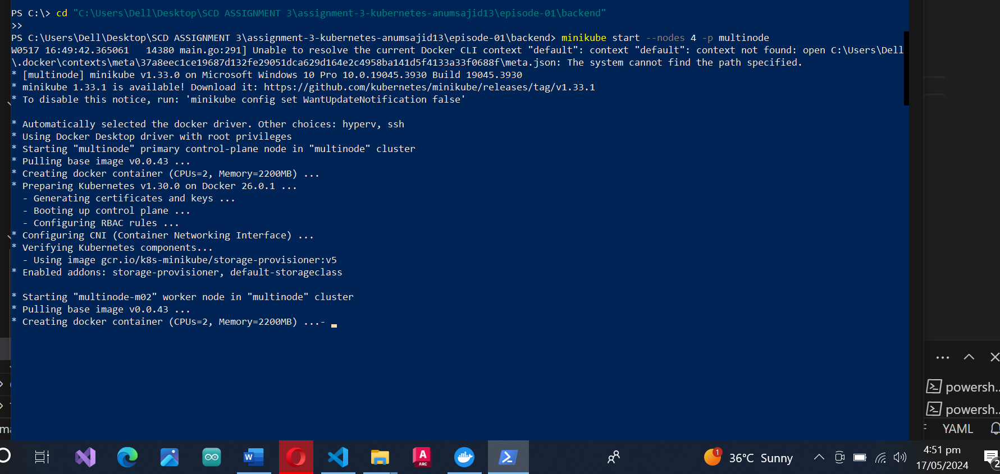 PS C:\> cd "C:\Users\Dell\Desktop\SCD ASSIGNMENT 3\assignment-3-kubernetes-anumsajid13\episode-01\backend"
>>
PS C:\Users\Dell\Desktop\SCD ASSIGNMENT 3\assignment-3-kubernetes-anumsajid13\episode-01\backend> minikube start --nodes 4 -p multinode
W0517 16:49:42.365061   14380 main.go:291] Unable to resolve the current Docker CLI context "default": context "default": context not found: open C:\Users\Dell
\.docker\contexts\meta\37a8eec1ce19687d132fe29051dca629d164e2c4958ba141d5f4133a33f0688f\meta.json: The system cannot find the path specified.
* [multinode] minikube v1.33.0 on Microsoft Windows 10 Pro 10.0.19045.3930 Build 19045.3930
* minikube 1.33.1 is available! Download it: https://github.com/kubernetes/minikube/releases/tag/v1.33.1
* To disable this notice, run: 'minikube config set WantUpdateNotification false'
* Automatically selected the docker driver. Other choices: hyperv, ssh
* Using Docker Desktop driver with root privileges
* Starting "multinode" primary control-plane node in "multinode" cluster
* Pulling base image v0.0.43 ...
* Creating docker container (CPUs=2, Memory=2200MB) ...
* Preparing Kubernetes v1.30.0 on Docker 26.0.1 ...
  - Generating certificates and keys ...
  - Booting up control plane ...
  - Configuring RBAC rules ...
* Configuring CNI (Container Networking Interface) ...
* Verifying Kubernetes components...
  - Using image gcr.io/k8s-minikube/storage-provisioner:v5
* Enabled addons: storage-provisioner, default-storageclass
* Starting "multinode-m02" worker node in "multinode" cluster
* Pulling base image v0.0.43 ...
* Creating docker container (CPUs=2, Memory=2200MB) ...-
powersh...
powersh...
YAML
A
ARC
W
1
36°C Sunny
4:51 pm
17/05/2024
2